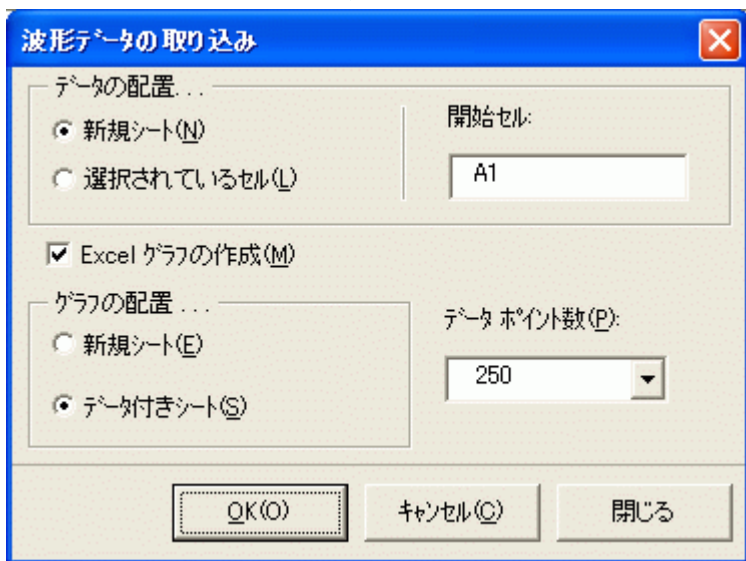 波形ﾃﾞｰﾀの取り込み
ﾃﾞｰﾀの配置...
新規ｼｰﾄ(N)
選択されているｾﾙ(L)
開始ｾﾙ:
A1
Excel ｸﾞﾗﾌの作成(M)
ｸﾞﾗﾌの配置...
新規ｼｰﾄ(E)
ﾃﾞｰﾀ付きｼｰﾄ(S)
ﾃﾞｰﾀ ﾎﾟｲﾝﾄ数(P):
250
OK(O)
ｷｬﾝｾﾙ(C)
閉じる